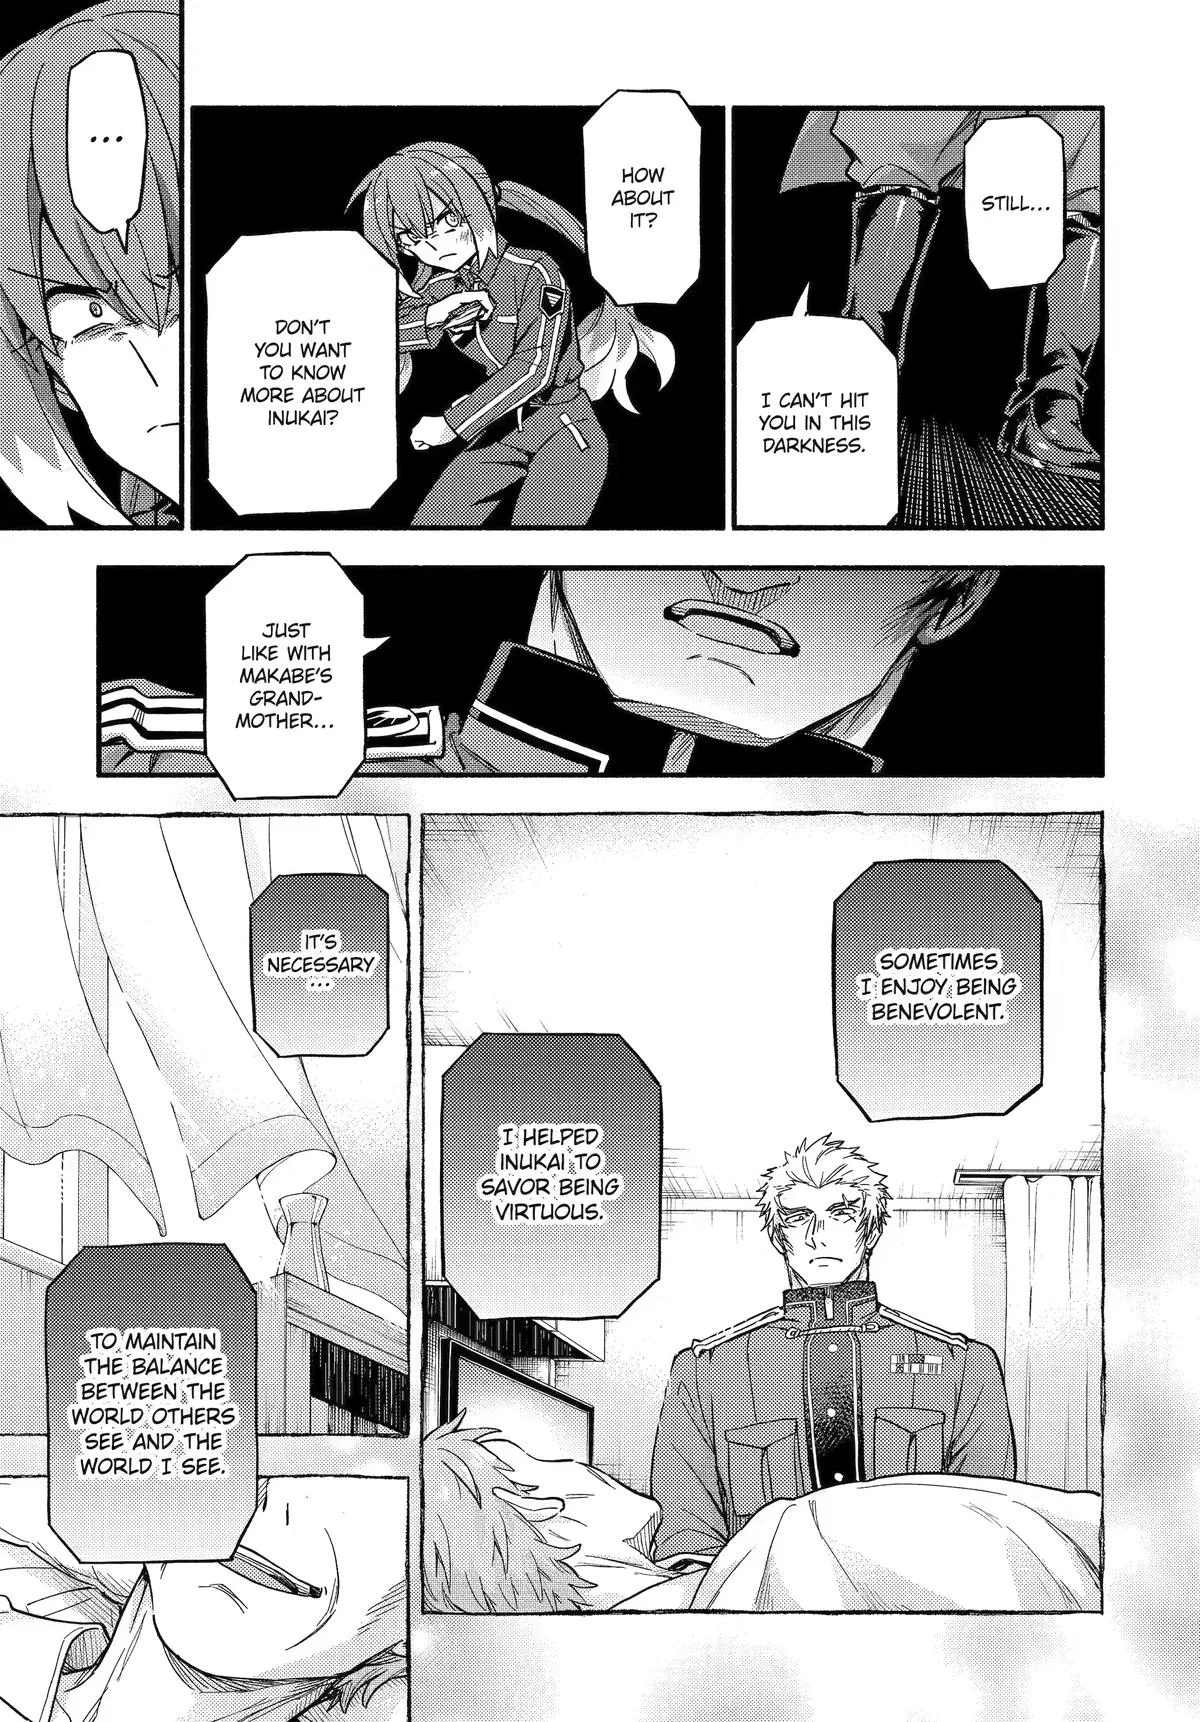 STILL...
I CAN'T HIT
YOU IN THIS
DARKNESS.
HOW
ABOUT
IT?
DON'T
YOU WANT
TO KNOW
MORE ABOUT
INUKAI?
...
JUST
LIKE WITH
MAKABE'S
GRAND-
MOTHER...
SOMETIMES
I ENJOY BEING
BENEVOLENT.
I HELPED
INUKAI TO
SAVOR BEING
VIRTUOUS.
IT'S
NECESSARY
...
TO MAINTAIN
THE BALANCE
BETWEEN THE
WORLD OTHERS
SEE AND THE
WORLD I SEE.